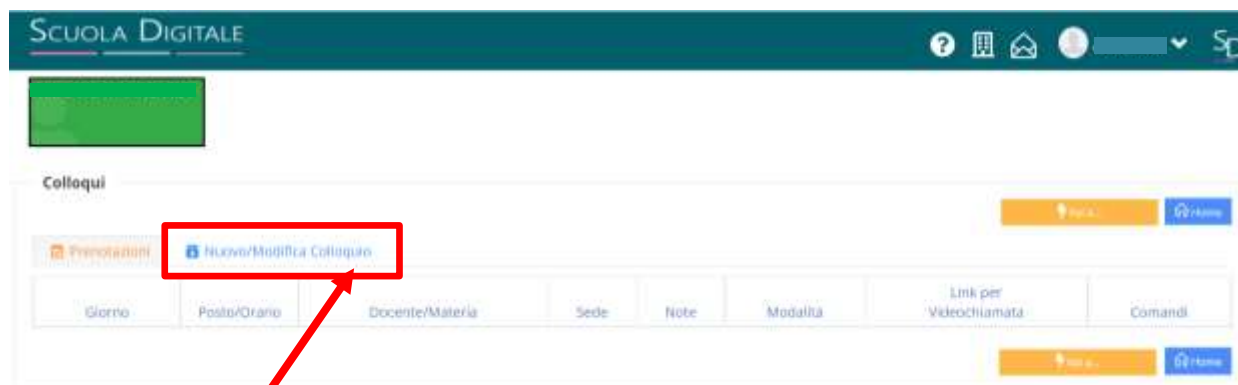 SCUOLA DIGITALE
SD
Colloqui
Home
Prenotazioni
Nuovo/Modifica Colloquio
Giorno
Posto/Orario
Docente/Materia
Sede
Note
Modalità
Link per
Videochiamata
Comandi
Home